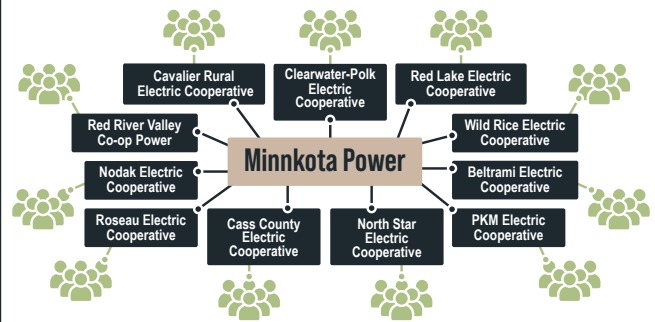 Cavalier Rural
Electric Cooperative
Clearwater-Polk
Electric
Cooperative
Red Lake Electric
Cooperative
Red River Valley
Co-op Power
Wild Rice Electric
Cooperative
Minnkota Power
Nodak Electric
Cooperative
Beltrami Electric
Cooperative
Roseau Electric
Cooperative
Cass County
Electric
Cooperative
North Star
Electric
Cooperative
PKM Electric
Cooperative